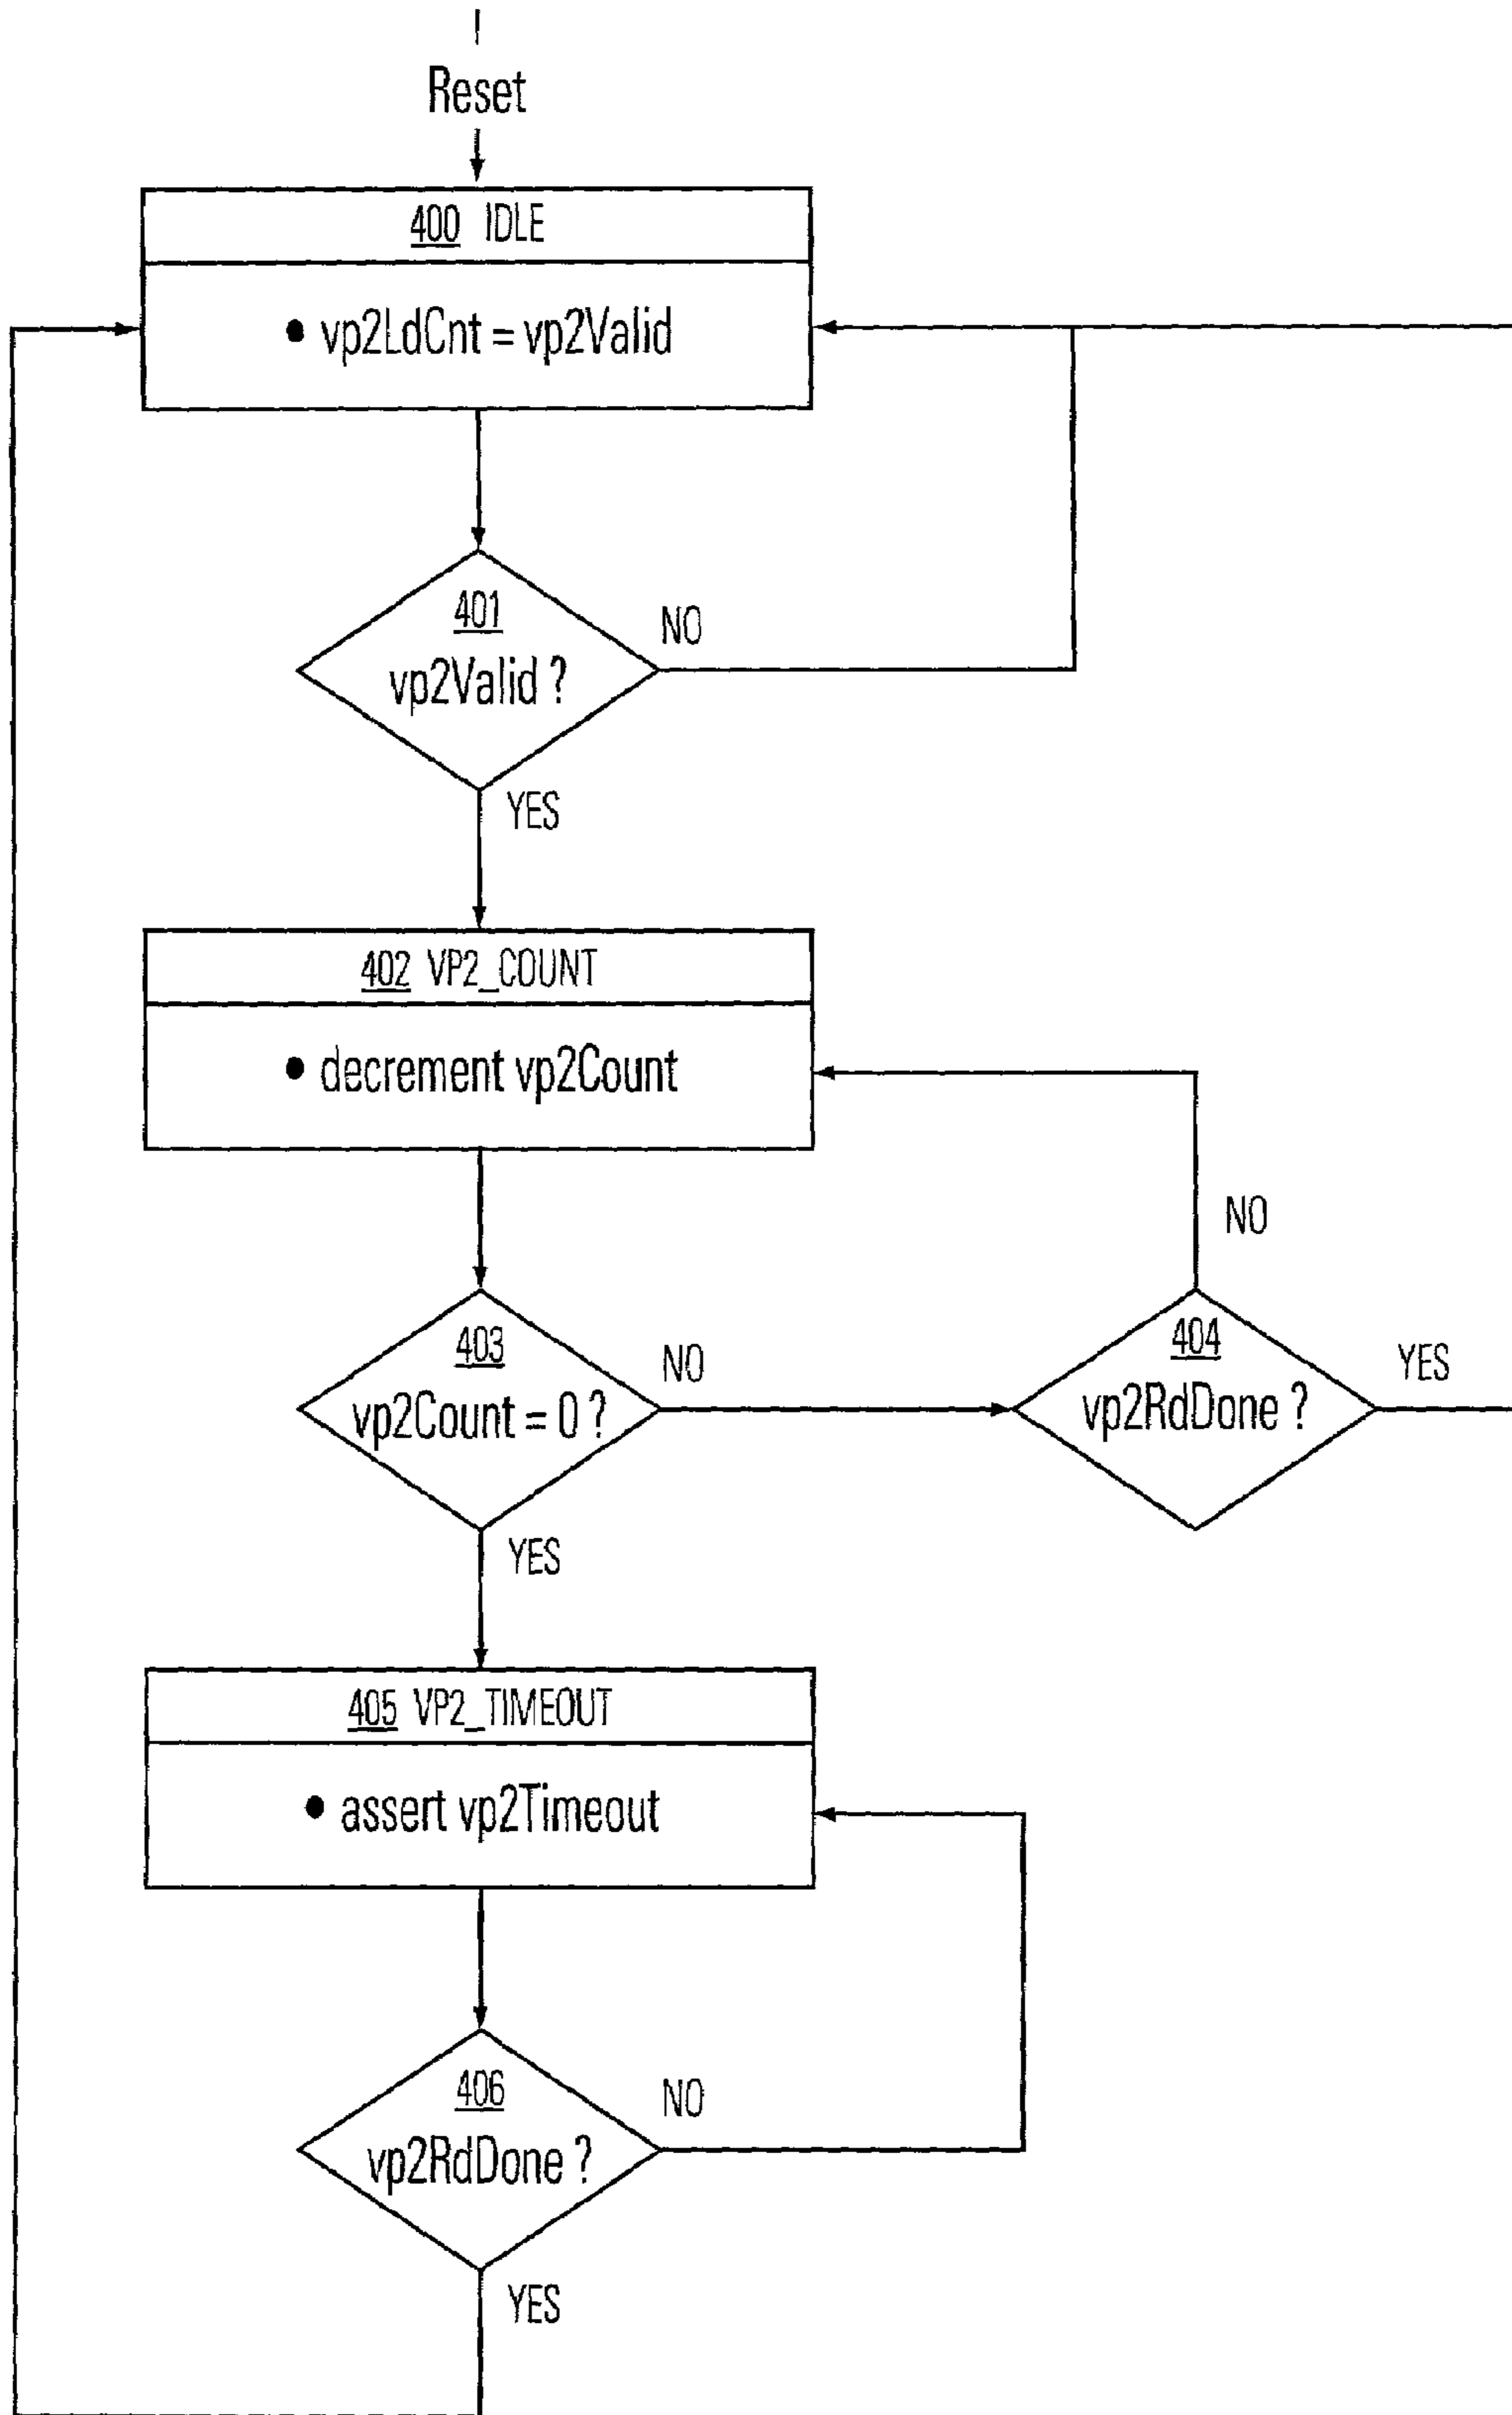 Reset
400 IDLE
• vp2LdCnt = vp2Valid
401
NO
vp2Valid ?
YES
402 VP2_COUNT
• decrement vp2Count
NO
403
NO
vp2Count = 0 ?
404
YES
vp2RdDone ?
YES
405 VP2_TIMEOUT
• assert vp2Timeout
406
NO
vp2RdDone ?
YES